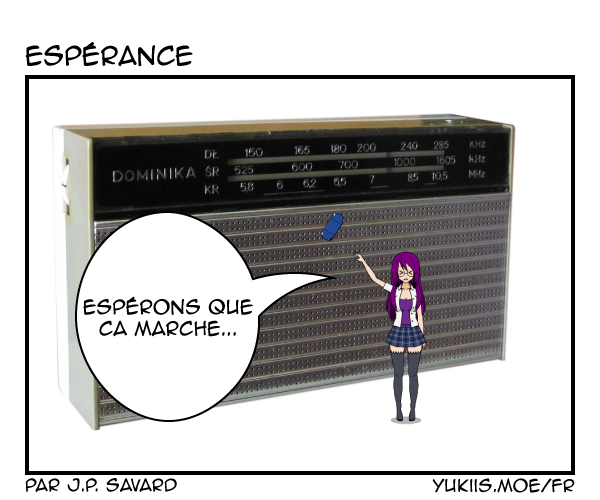 ESPÉRANCE
DŁ 150 165 180 200 240 285 KHz
DOMINIKA ŚR 525 600 700 1000 1605 kHz
KR 5,8 6 6,2 6,5 7 8,5 10,5 MHz
ESPÉRONS QUE
CA MARCHE...
PAR J.P. SAVARD
YUKIIS.MOE/FR